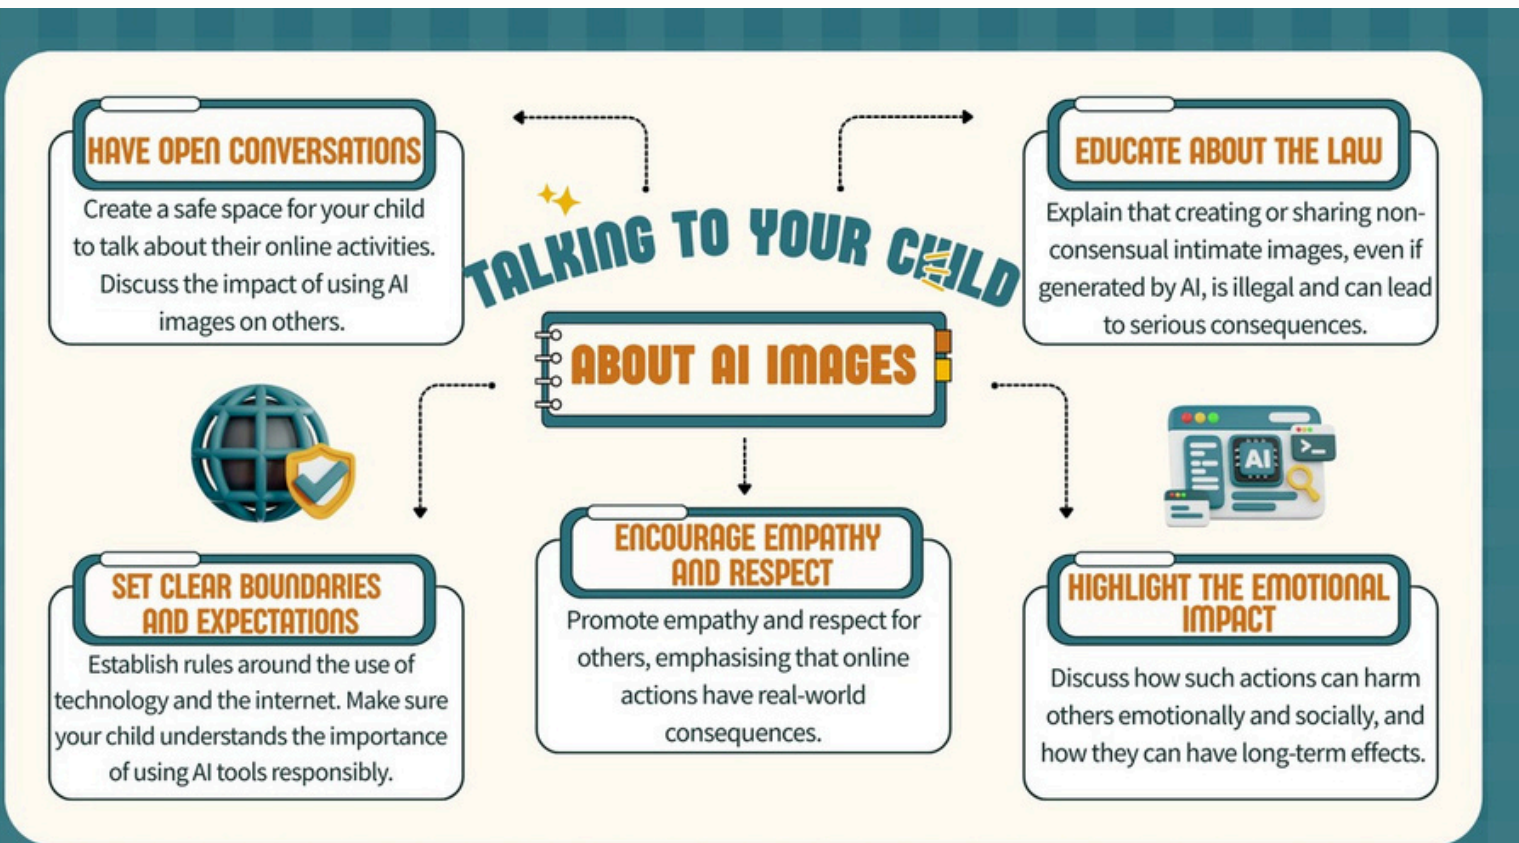 HAVE OPEN CONVERSATIONS
Create a safe space for your child
to talk about their online activities.
Discuss the impact of using AI
images on others.
EDUCATE ABOUT THE LAW
Explain that creating or sharing non-
consensual intimate images, even if
generated by AI, is illegal and can lead
to serious consequences.
TALKING TO YOUR CHILD
ABOUT AI IMAGES
AI
>_
SET CLEAR BOUNDARIES
AND EXPECTATIONS
Establish rules around the use of
technology and the internet. Make sure
your child understands the importance
of using AI tools responsibly.
ENCOURAGE EMPATHY
AND RESPECT
Promote empathy and respect for
others, emphasising that online
actions have real-world
consequences.
HIGHLIGHT THE EMOTIONAL
IMPACT
Discuss how such actions can harm
others emotionally and socially, and
how they can have long-term effects.